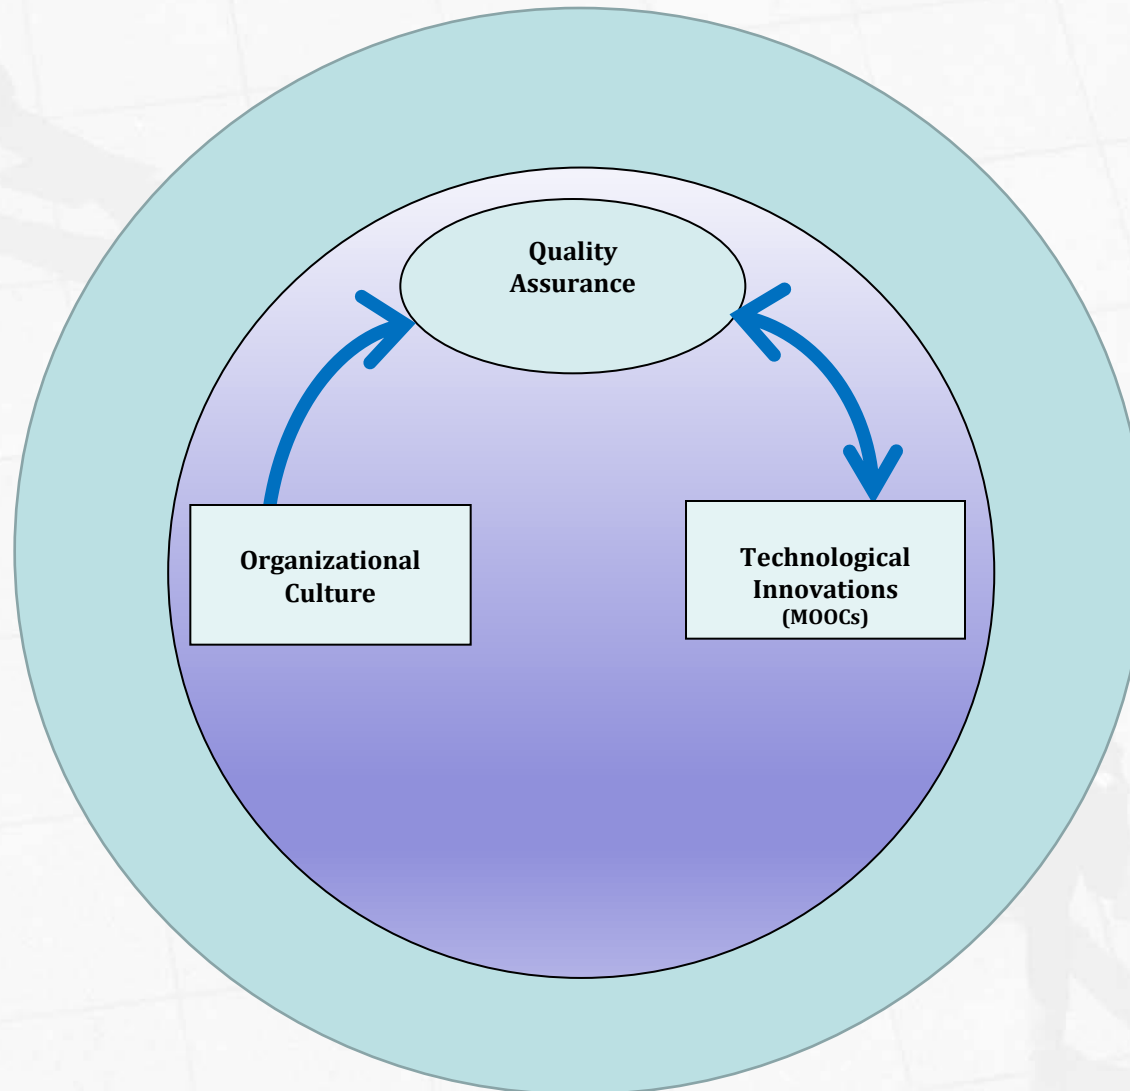 Quality
Assurance
Organizational
Culture
Technological
Innovations
(MOOCs)